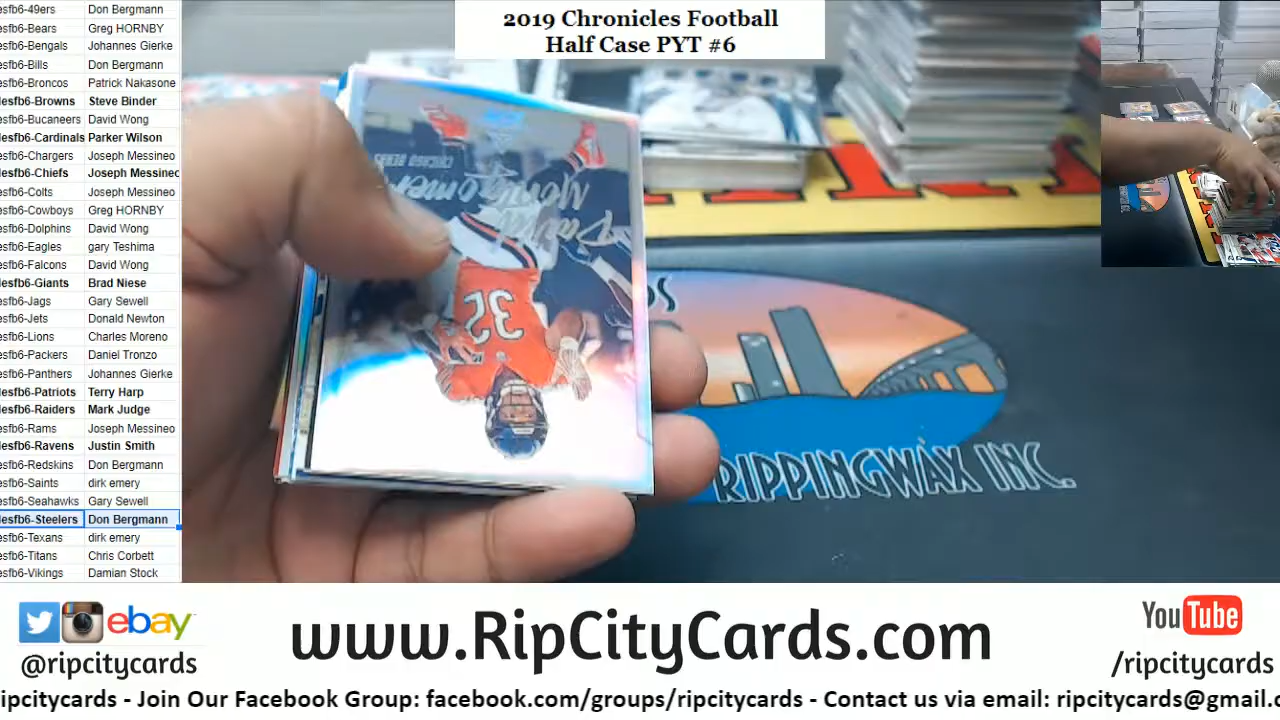 2019 Chronicles Football
Half Case PYT #6
esfb6-49ers Don Bergmann
esfb6-Bears Greg HORNBY
esfb6-Bengals Johannes Gierke
esfb6-Bills Don Bergmann
esfb6-Broncos Patrick Nakasone
lesfb6-Browns Steve Binder
esfb6-Bucaneers David Wong
lesfb6-Cardinals Parker Wilson
esfb6-Chargers Joseph Messineo
lesfb6-Chiefs Joseph Messineo
esfb6-Colts Joseph Messineo
esfb6-Cowboys Greg HORNBY
esfb6-Dolphins David Wong
esfb6-Eagles gary Teshima
esfb6-Falcons David Wong
lesfb6-Giants Brad Niese
esfb6-Jags Gary Sewell
esfb6-Jets Donald Newton
esfb6-Lions Charles Moreno
esfb6-Packers Daniel Tronzo
esfb6-Panthers Johannes Gierke
lesfb6-Patriots Terry Harp
lesfb6-Raiders Mark Judge
esfb6-Rams Joseph Messineo
lesfb6-Ravens Justin Smith
esfb6-Redskins Don Bergmann
esfb6-Saints dirk emery
esfb6-Seahawks Gary Sewell
lesfb6-Steelers Don Bergmann
esfb6-Texans dirk emery
esfb6-Titans Chris Corbett
esfb6-Vikings Damian Stock
CHICAGO BEARS
David
Montgomery
32
RIPPINGWAX INC.
ebay
@ripcitycards
www.RipCityCards.com
YouTube
/ripcitycards
ripcitycards - Join Our Facebook Group: facebook.com/groups/ripcitycards - Contact us via email: ripcitycards@gmail.c